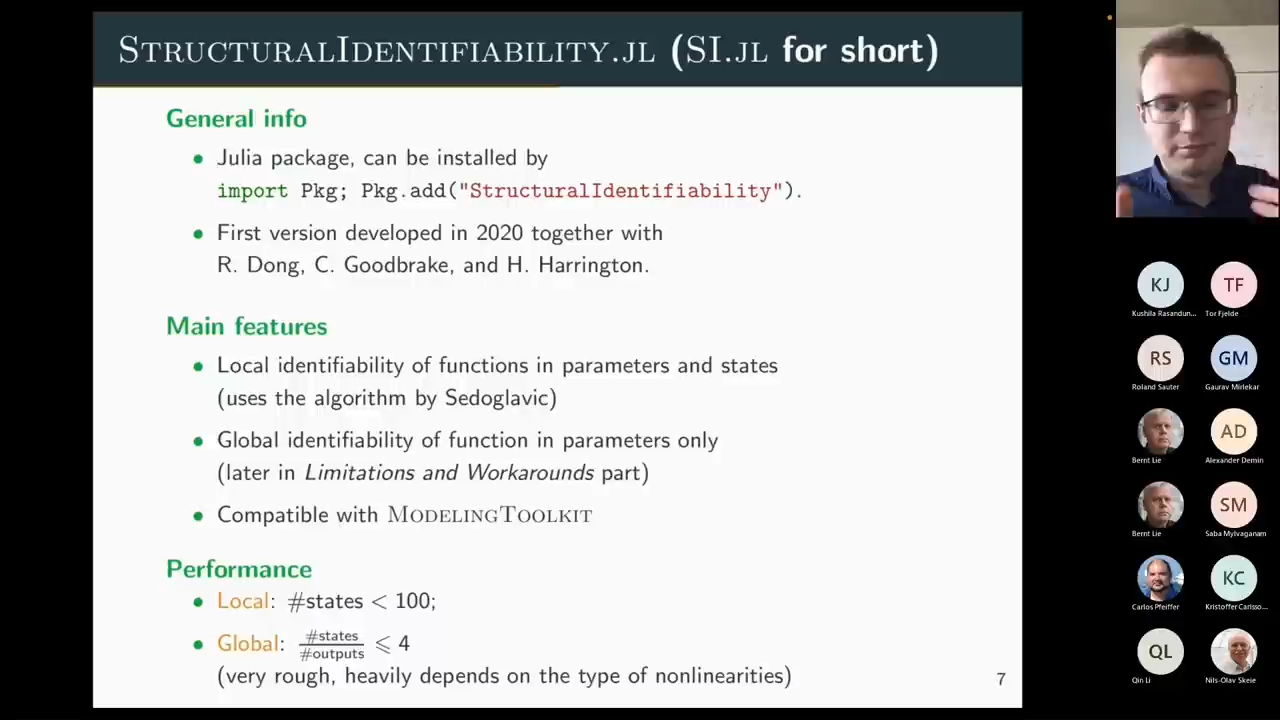 STRUCTURALIDENTIFIABILITY.JL (SI.JL for short)
General info
• Julia package, can be installed by
import Pkg; Pkg.add("StructuralIdentifiability").
• First version developed in 2020 together with
R. Dong, C. Goodbrake, and H. Harrington.
Main features
• Local identifiability of functions in parameters and states
(uses the algorithm by Sedoglavic)
• Global identifiability of function in parameters only
(later in Limitations and Workarounds part)
• Compatible with MODELINGTOOLKIT
Performance
• Local: #states < 100;
• Global: #states/#outputs ⩽ 4
(very rough, heavily depends on the type of nonlinearities)
7
KJ TF
Kushila Rasandun... Tor Fjelde
RS GM
Roland Sauter Gaurav Mirlekar
AD
Bernt Lie Alexander Demin
SM
Bernt Lie Saba Mylvaganam
KC
Carlos Pfeiffer Kristoffer Carlsso...
QL
Qin Li Nils-Olav Skeie